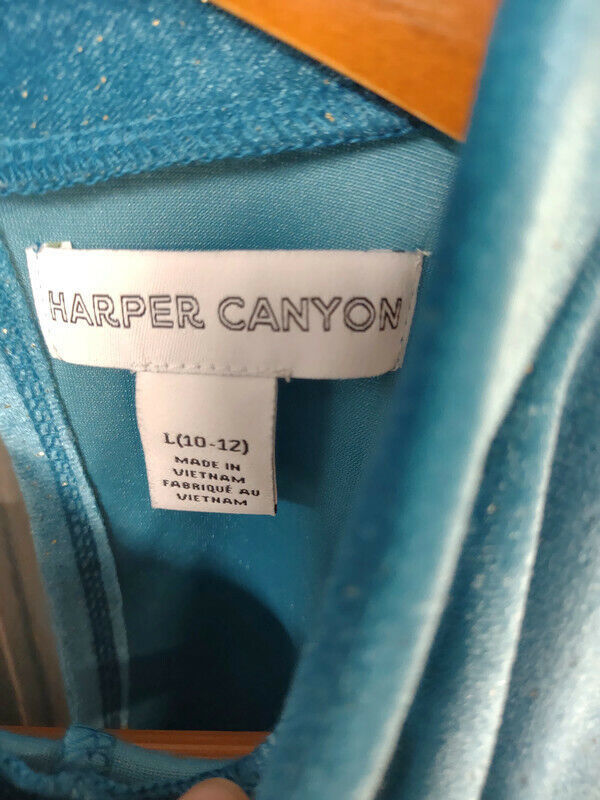 HARPER CANYON
L(10-12)
MADE IN
VIETNAM
FABRIQUÉ AU
VIETNAM